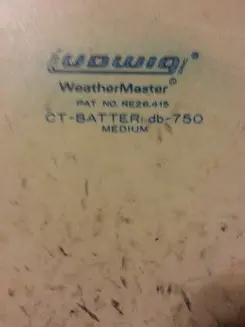 Ludwig
WeatherMaster
PAT NO. RE26,415
CT-BATTER db-750
MEDIUM